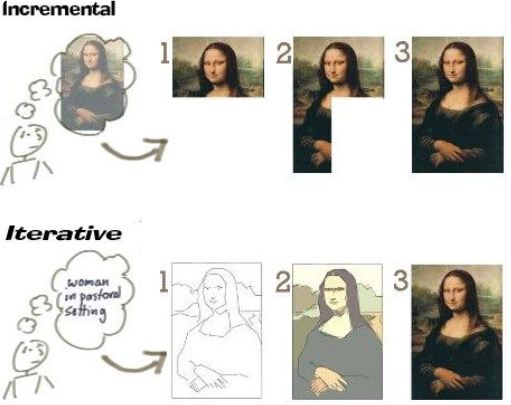 Incremental
1 2 3
Iterative
woman
in pastoral
setting
1 2 3